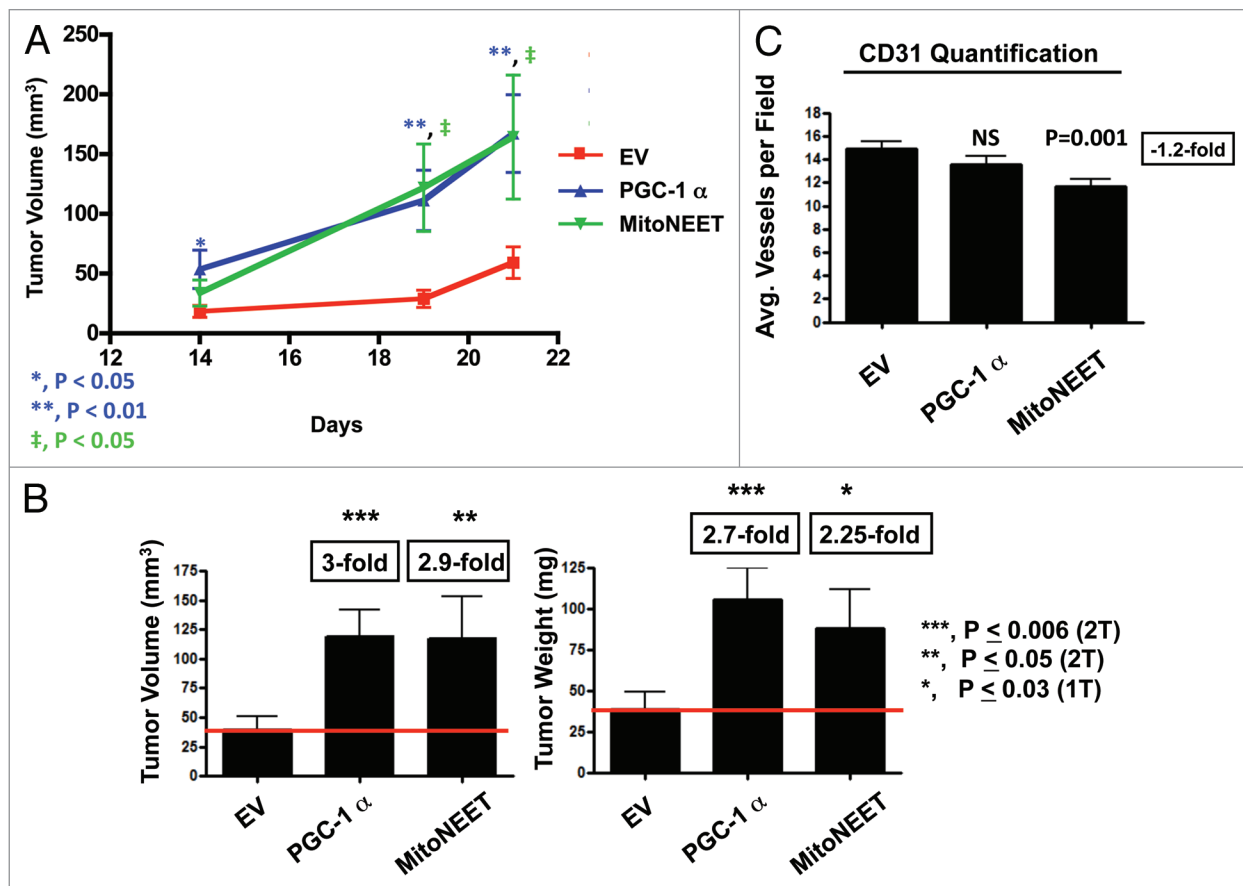 A
Tumor Volume (mm³)
250
200
150
100
50
0
12
14
16
18
20
22
Days
*
**, ‡
**, ‡
EV
PGC-1 α
MitoNEET
*, P < 0.05
**, P < 0.01
‡, P < 0.05
C
CD31 Quantification
Avg. Vessels per Field
18
16
14
12
10
8
6
4
2
0
NS
P=0.001
-1.2-fold
EV
PGC-1 α
MitoNEET
B
Tumor Volume (mm³)
175
150
125
100
75
50
25
0
***
**
3-fold
2.9-fold
EV
PGC-1 α
MitoNEET
Tumor Weight (mg)
125
100
75
50
25
0
***
*
2.7-fold
2.25-fold
EV
PGC-1 α
MitoNEET
***, P ≤ 0.006 (2T)
**, P ≤ 0.05 (2T)
*, P ≤ 0.03 (1T)